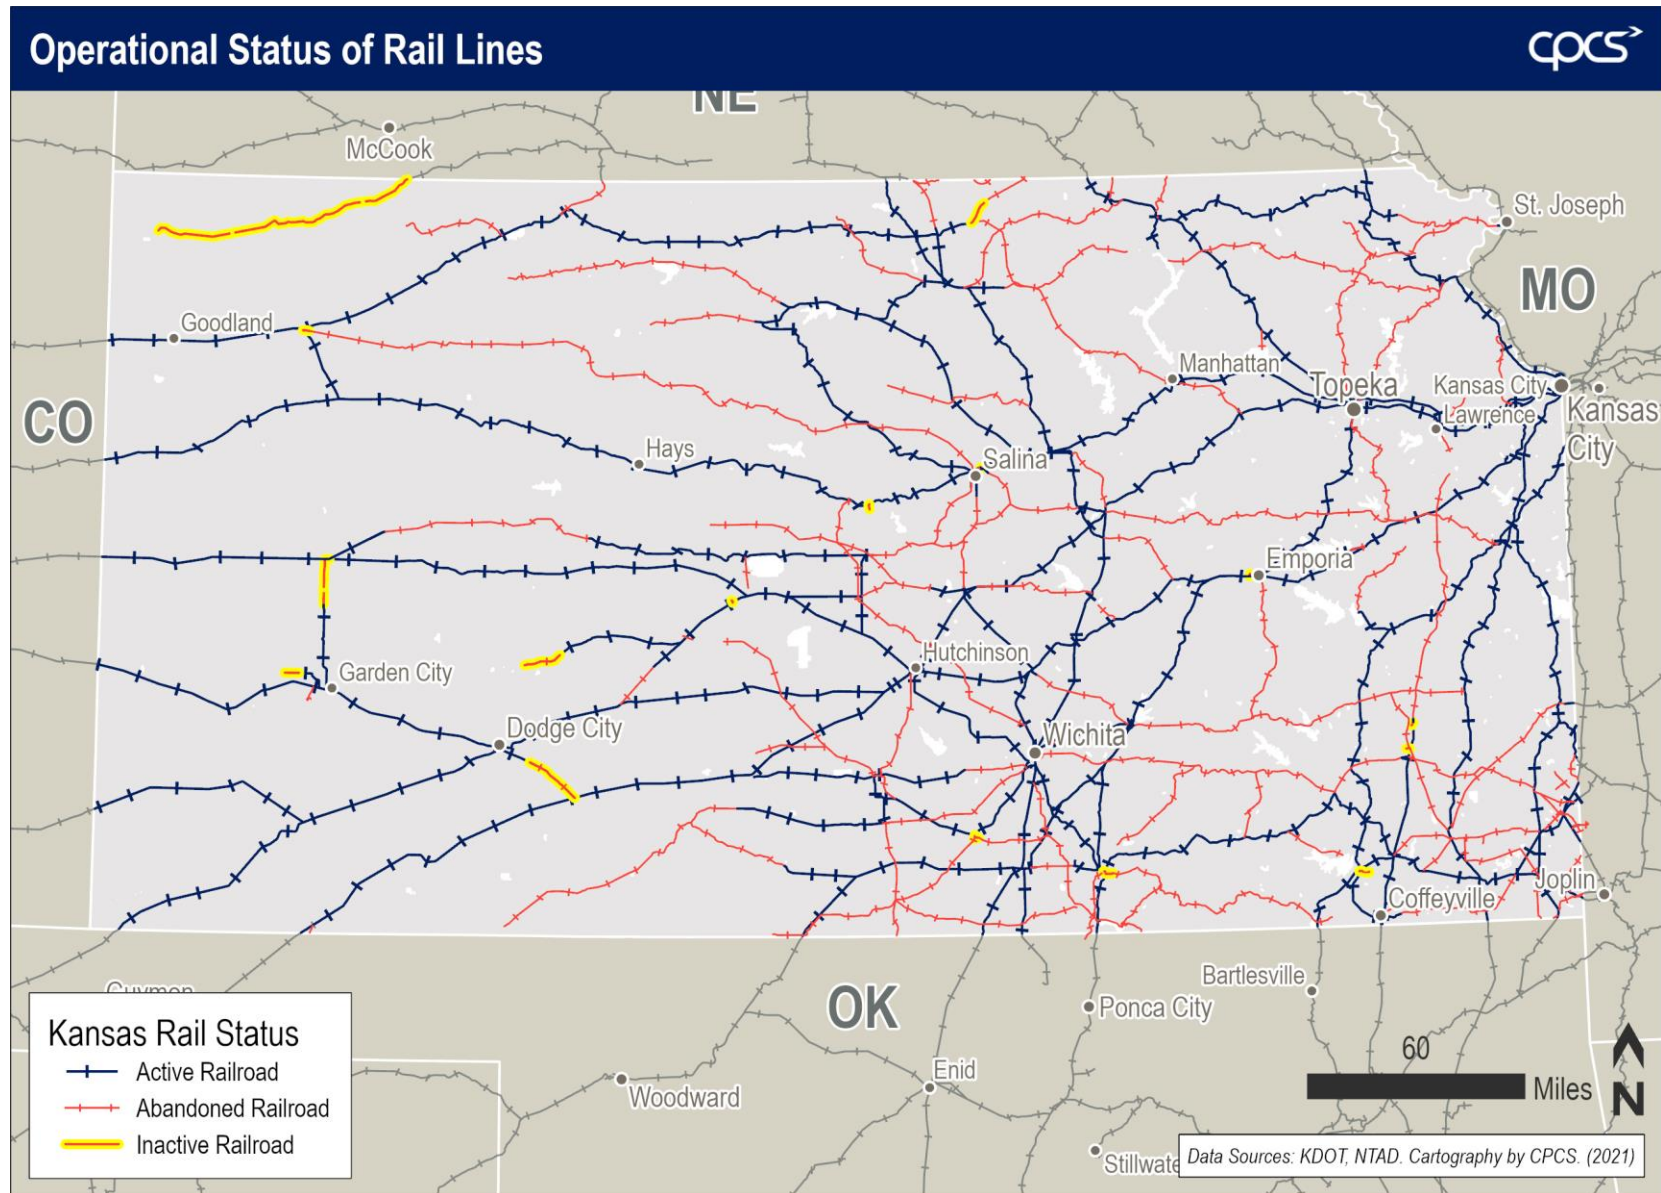 Operational Status of Rail Lines
cpcs
NE
McCook
St. Joseph
MO
Goodland
Manhattan
Topeka
Kansas City
Kansas
City
Lawrence
CO
Hays
Salina
Emporia
Hutchinson
Garden City
Dodge City
Wichita
Joplin
Coffeyville
Bartlesville
Guymon
OK
Ponca City
Kansas Rail Status
Active Railroad
Abandoned Railroad
Inactive Railroad
Woodward
Enid
60
Miles
N
Stillwate
Data Sources: KDOT, NTAD. Cartography by CPCS. (2021)